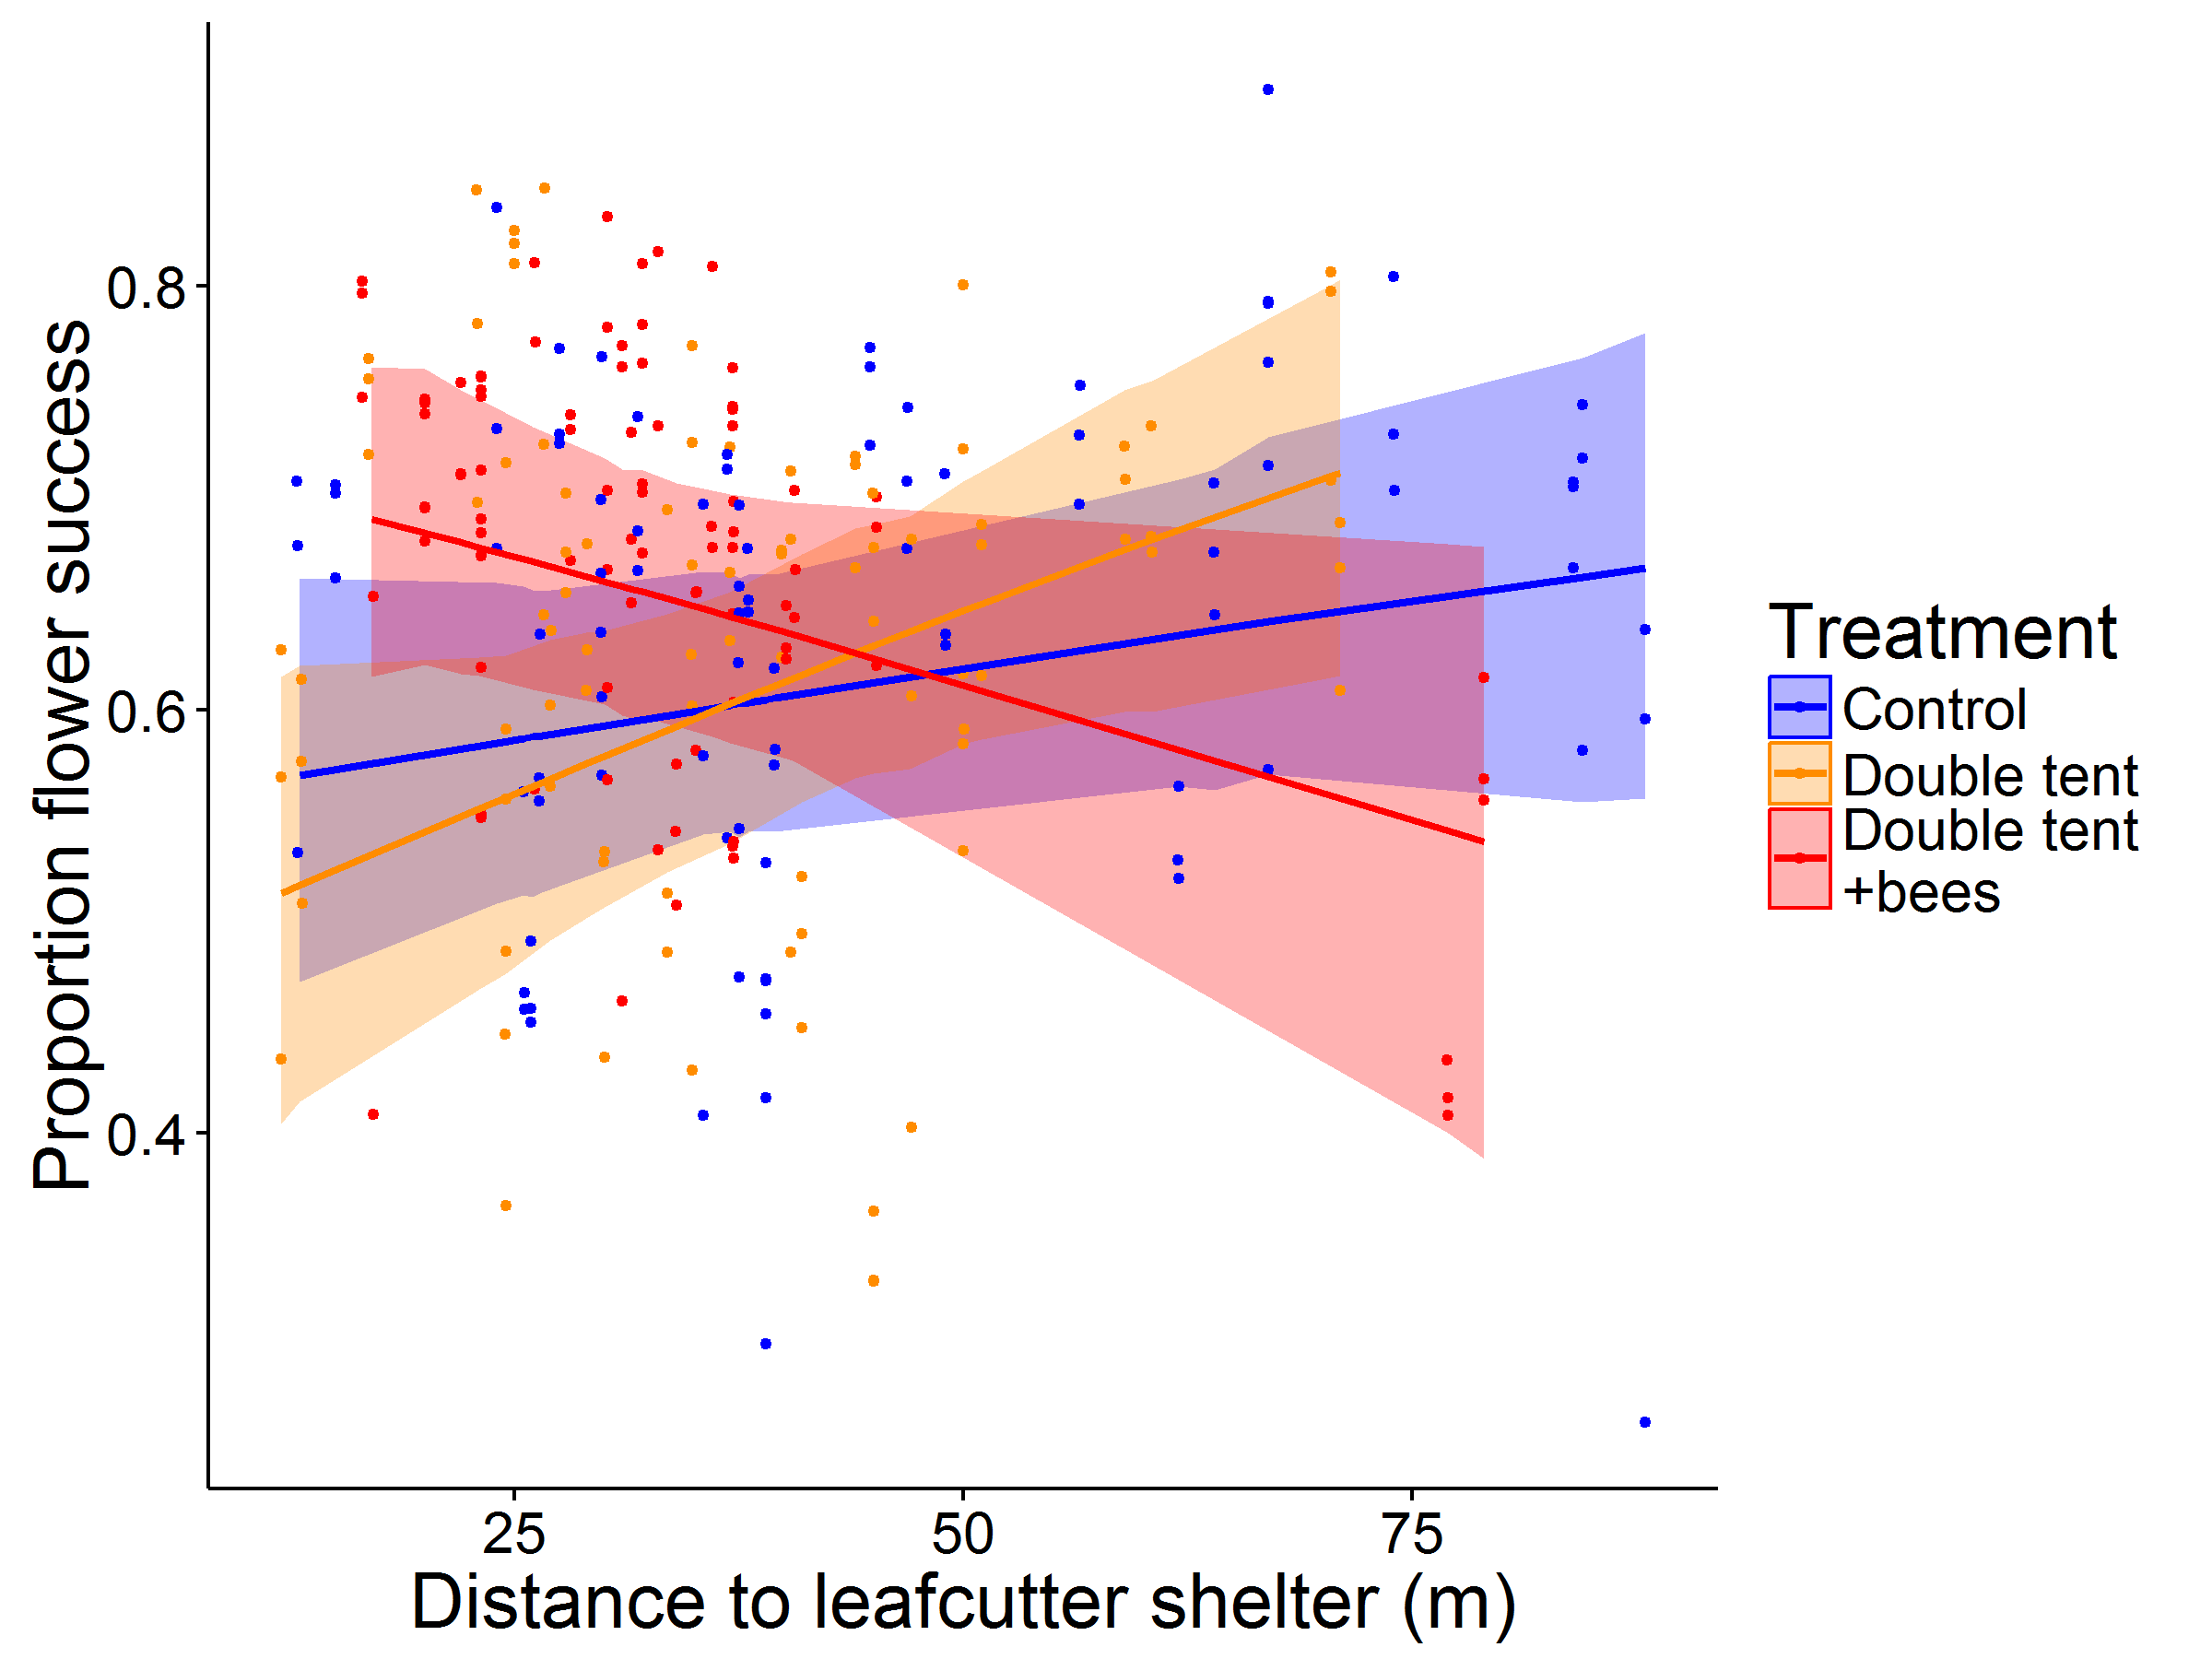 Proportion flower success
0.8
0.6
0.4
25
50
75
Distance to leafcutter shelter (m)
Treatment
Control
Double tent
Double tent
+bees